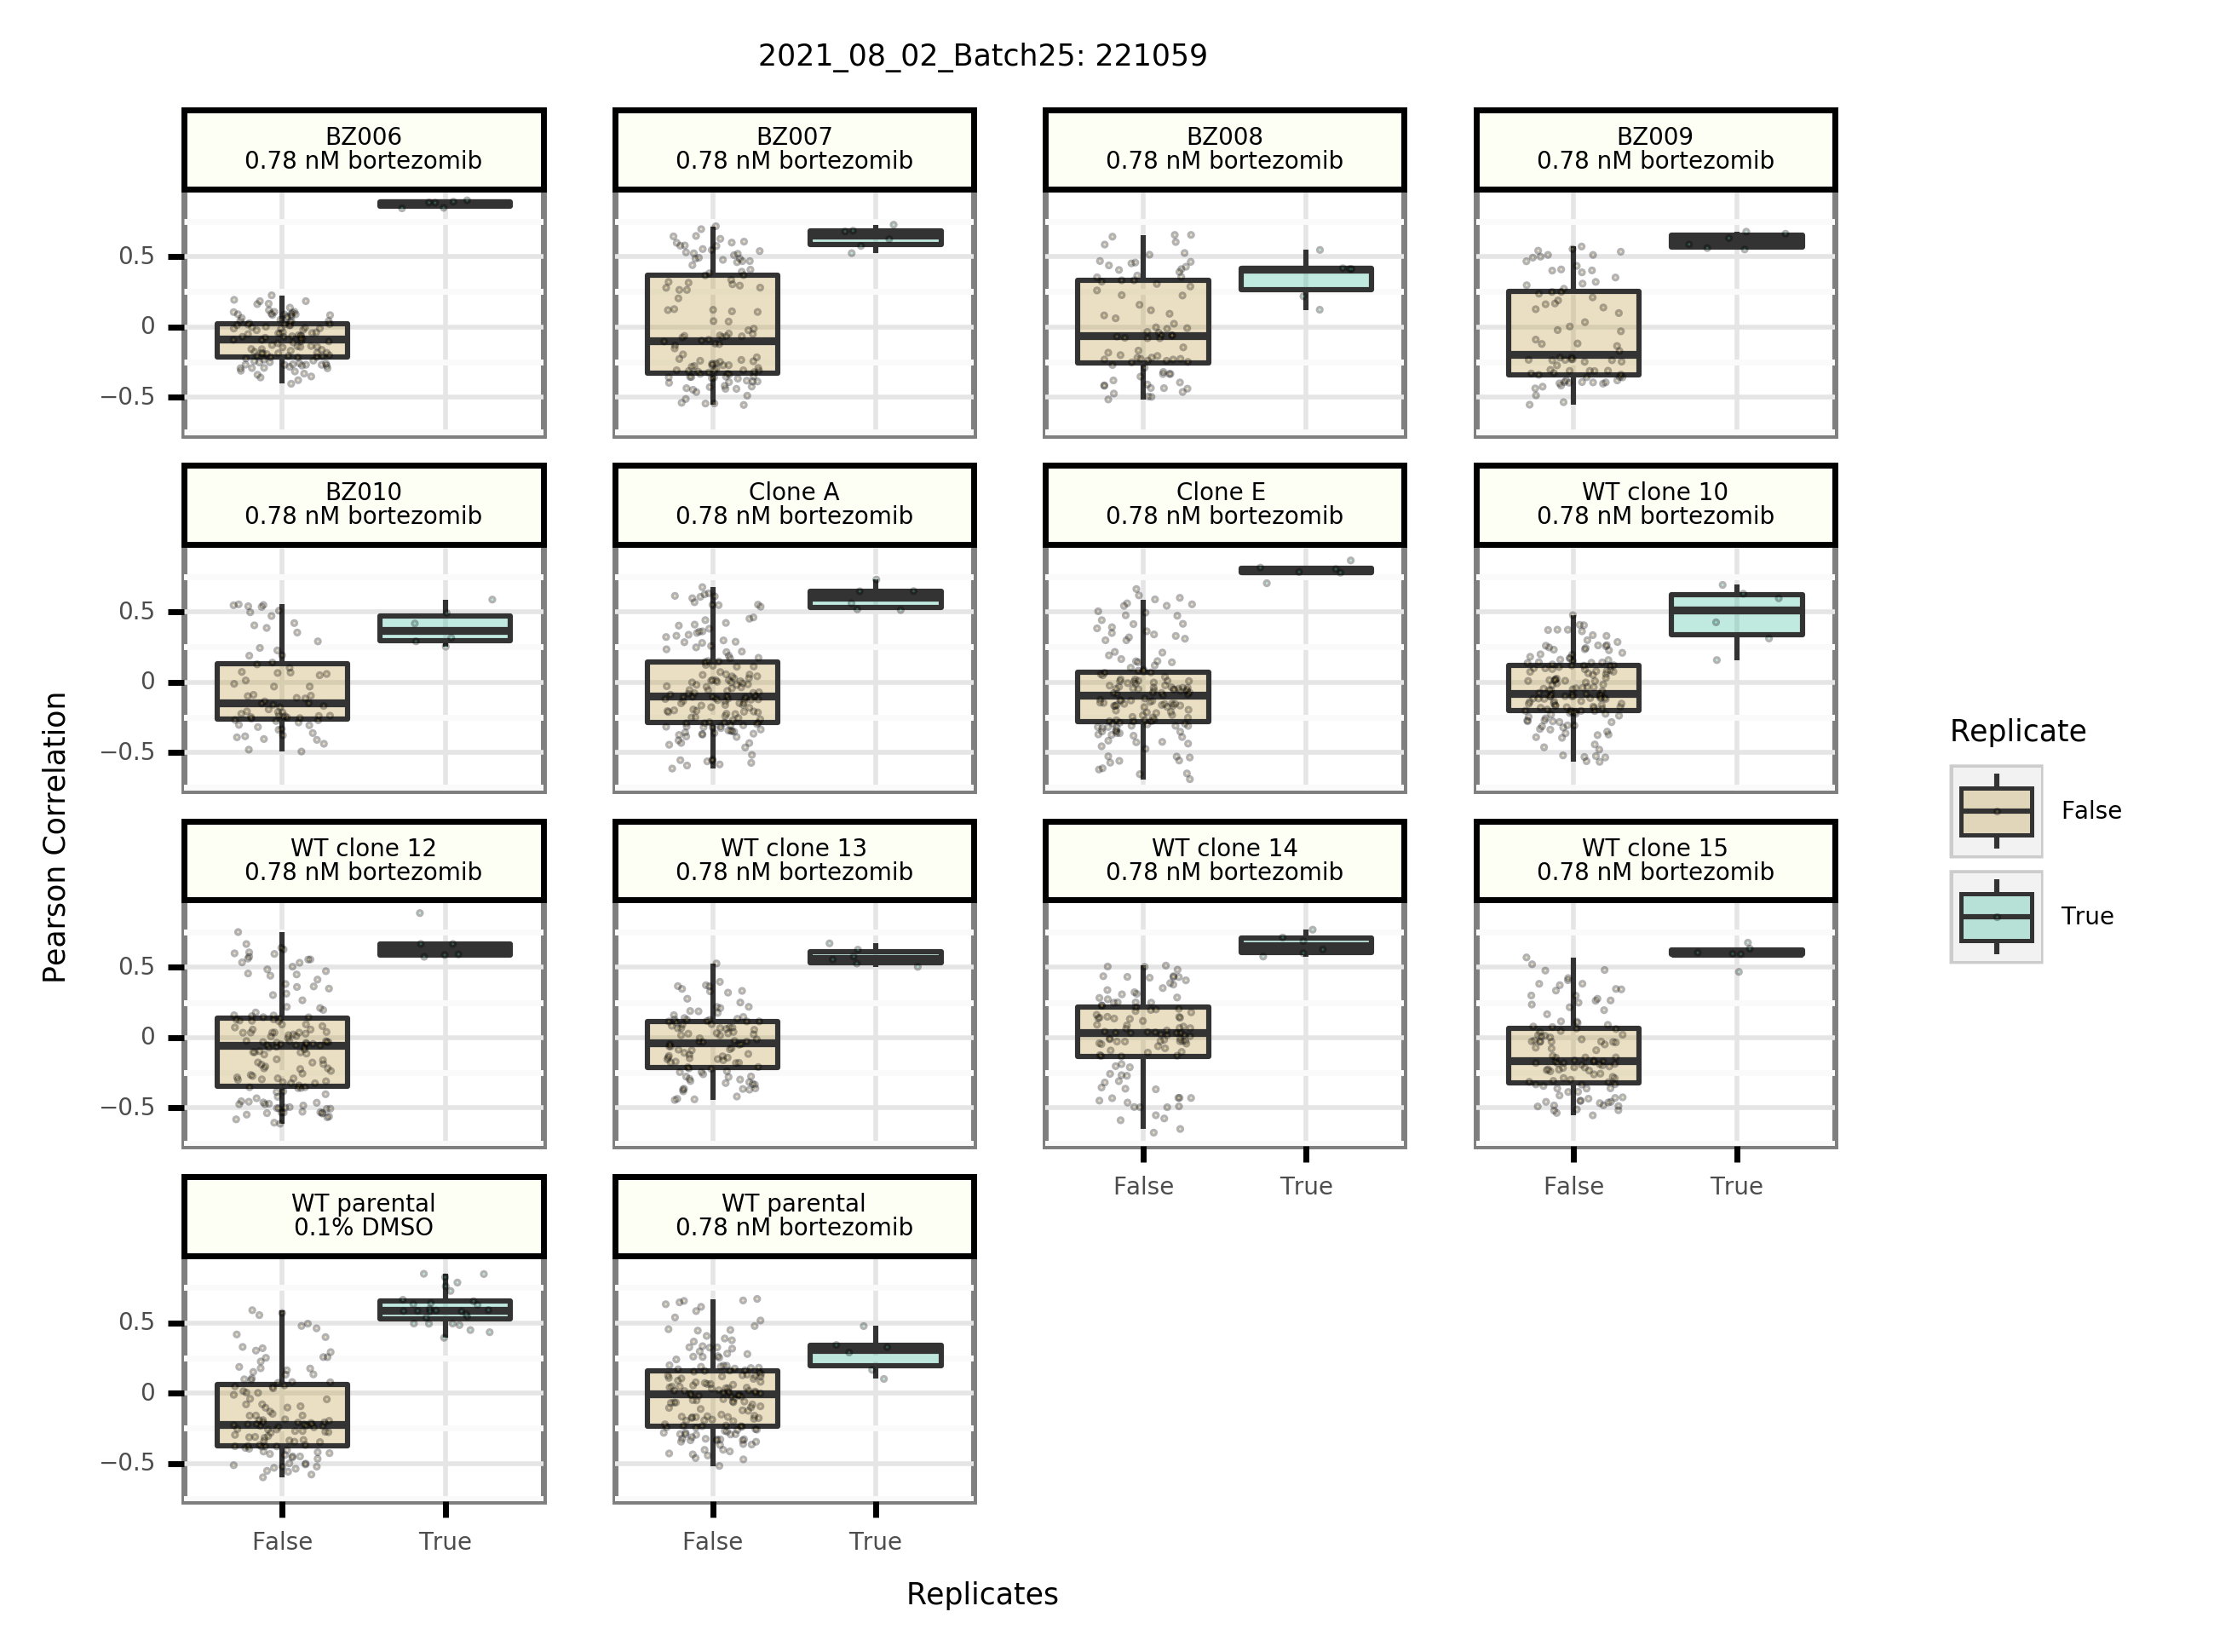 2021_08_02_Batch25: 221059
BZ006
0.78 nM bortezomib
BZ007
0.78 nM bortezomib
BZ008
0.78 nM bortezomib
BZ009
0.78 nM bortezomib
0.5
0
−0.5
BZ010
0.78 nM bortezomib
Clone A
0.78 nM bortezomib
Clone E
0.78 nM bortezomib
WT clone 10
0.78 nM bortezomib
0.5
0
−0.5
WT clone 12
0.78 nM bortezomib
WT clone 13
0.78 nM bortezomib
WT clone 14
0.78 nM bortezomib
WT clone 15
0.78 nM bortezomib
0.5
0
−0.5
False
True
False
True
WT parental
0.1% DMSO
WT parental
0.78 nM bortezomib
0.5
0
−0.5
False
True
False
True
Replicates
Pearson Correlation
Replicate
False
True